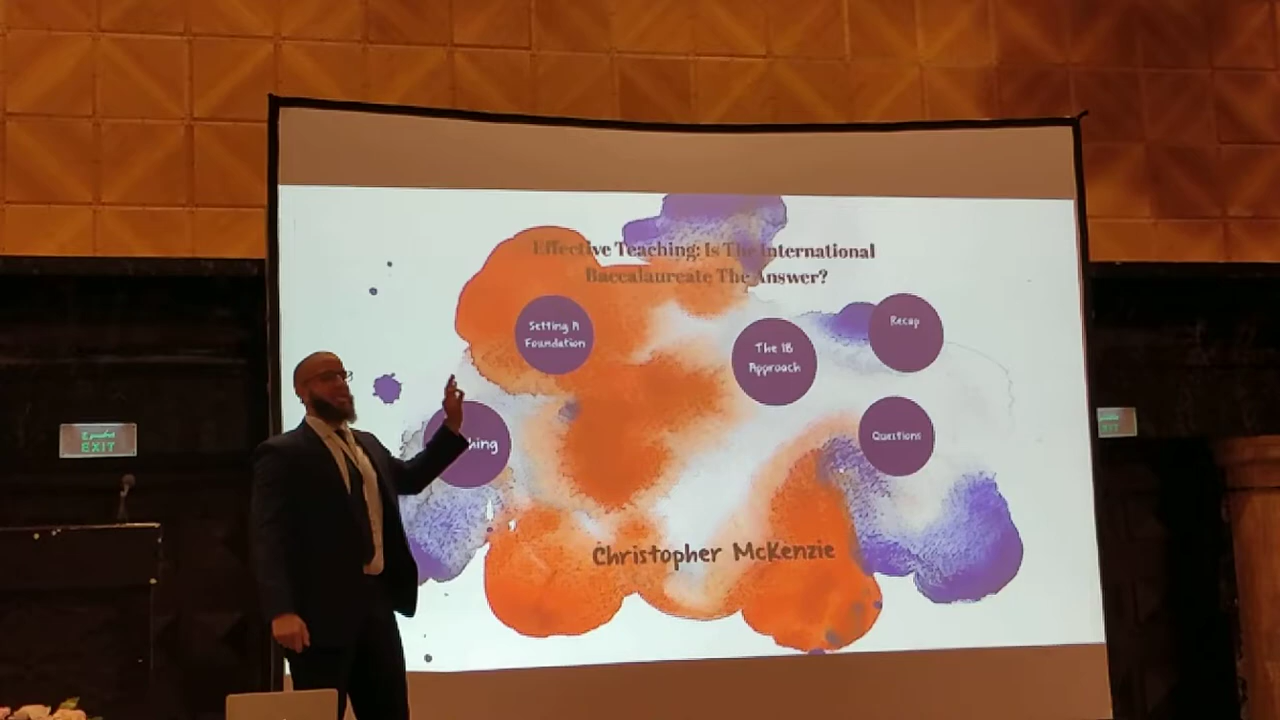 Effective Teaching: Is The International
Baccalaureate The Answer?
Setting A
Foundation
The IB
Approach
Recap
Questions
Christopher McKenzie
EXIT